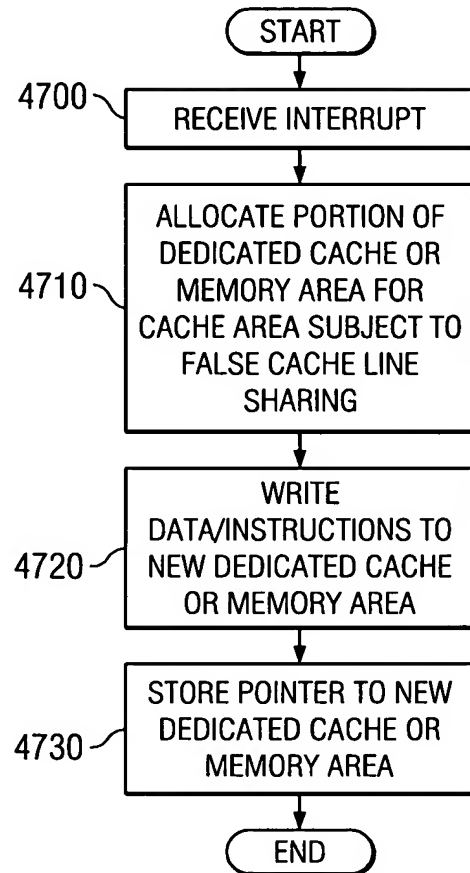 START
4700
RECEIVE INTERRUPT
4710
ALLOCATE PORTION OF
DEDICATED CACHE OR
MEMORY AREA FOR
CACHE AREA SUBJECT TO
FALSE CACHE LINE
SHARING
4720
WRITE
DATA/INSTRUCTIONS TO
NEW DEDICATED CACHE
OR MEMORY AREA
4730
STORE POINTER TO NEW
DEDICATED CACHE OR
MEMORY AREA
END